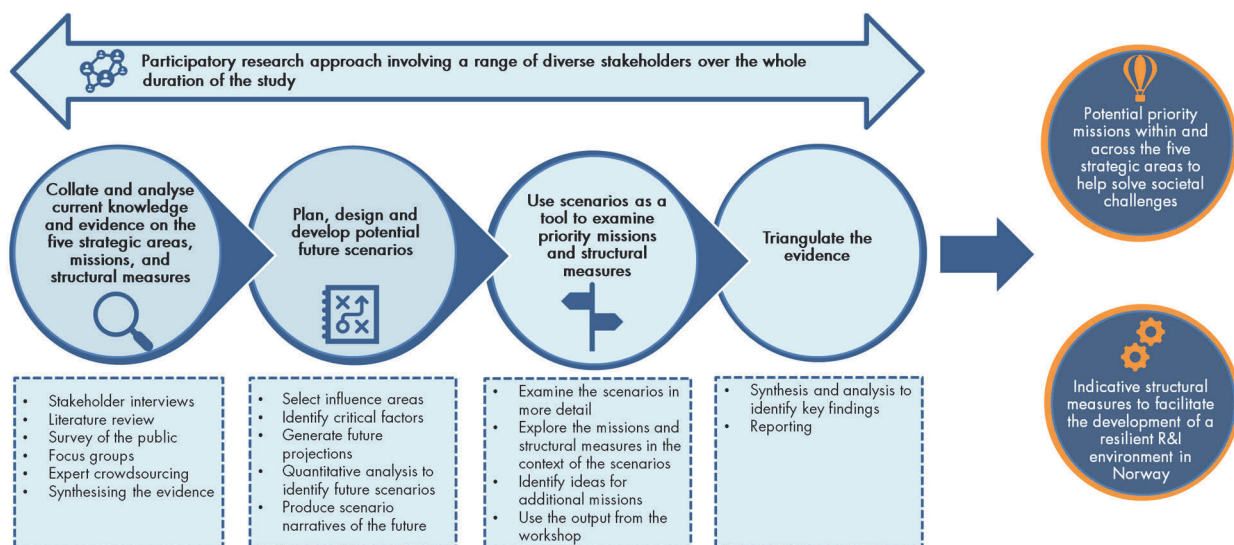 Participatory research approach involving a range of diverse stakeholders over the whole
duration of the study
Collate and analyse
current knowledge
and evidence on the
five strategic areas,
missions, and
structural measures
Plan, design and
develop potential
future scenarios
Use scenarios as a
tool to examine
priority missions
and structural
measures
Triangulate the
evidence
• Stakeholder interviews
• Literature review
• Survey of the public
• Focus groups
• Expert crowdsourcing
• Synthesising the evidence
• Select influence areas
• Identify critical factors
• Generate future
projections
• Quantitative analysis to
identify future scenarios
• Produce scenario
narratives of the future
• Examine the scenarios in
more detail
• Explore the missions and
structural measures in the
context of the scenarios
• Identify ideas for
additional missions
• Use the output from the
workshop
• Synthesis and analysis to
identify key findings
• Reporting
Potential priority
missions within and
across the five
strategic areas to
help solve societal
challenges
Indicative structural
measures to facilitate
the development of a
resilient R&I
environment in
Norway